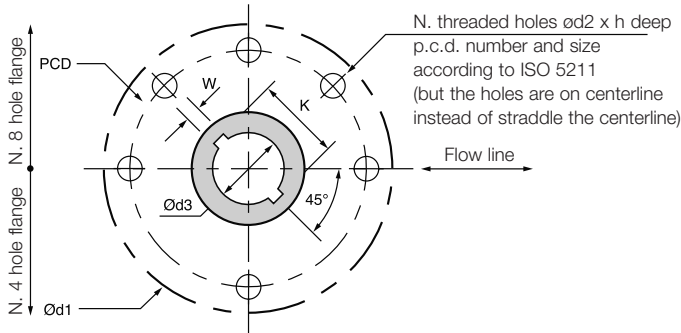 N. threaded holes ød2 x h deep
p.c.d. number and size
according to ISO 5211
(but the holes are on centerline
instead of straddle the centerline)
N. 8 hole flange
PCD
W
K
Flow line
45°
Ød3
N. 4 hole flange
Ød1